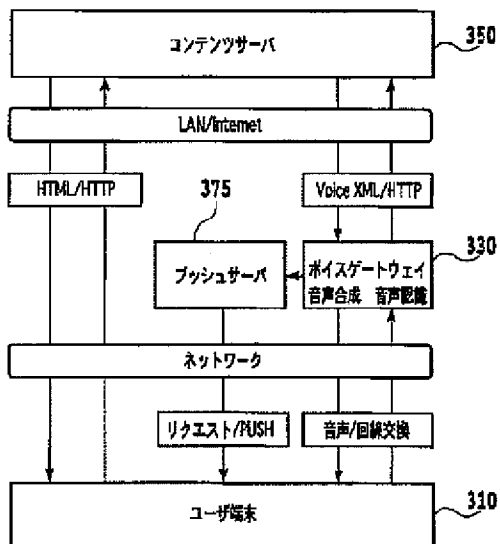 コンテンツサーバ
350
LAN/Internet
HTML/HTTP
375
Voice XML/HTTP
プッシュサーバ
ボイスゲートウェイ
音声合成 音声認識
330
ネットワーク
リクエスト/PUSH
音声/回線交換
ユーザ端末
310